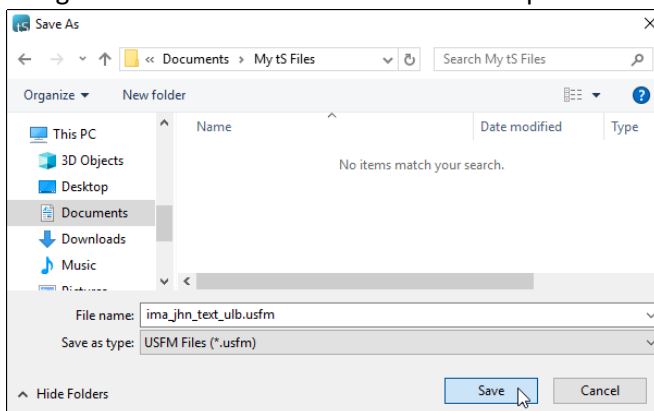 Save As
« Documents › My tS Files
Search My tS Files
Organize
New folder
This PC
3D Objects
Desktop
Documents
Downloads
Music
Pictures
Name
Date modified
Type
No items match your search.
File name: ima_jhn_text_ulb.usfm
Save as type: USFM Files (*.usfm)
Hide Folders
Save
Cancel